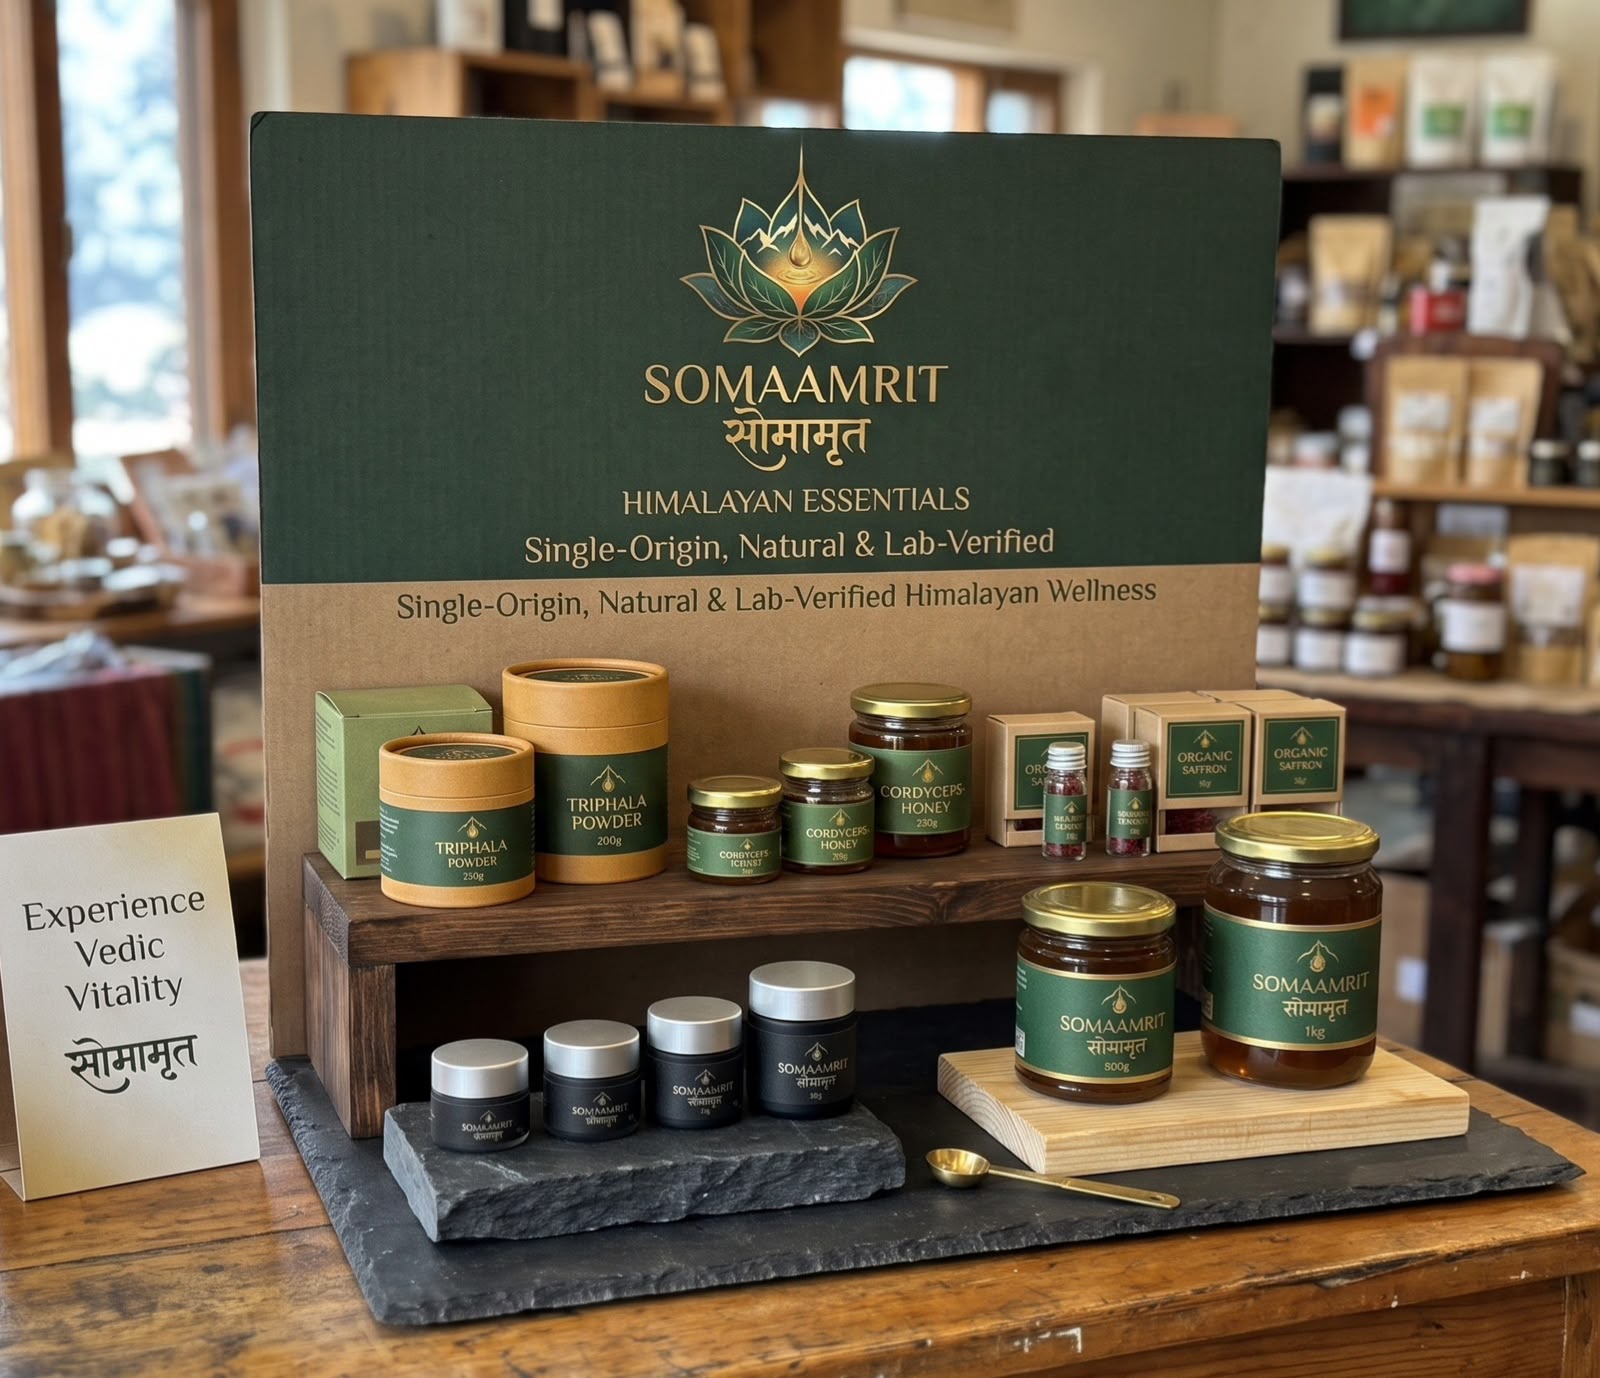 SOMAAMRIT
सोमामृत
HIMALAYAN ESSENTIALS
Single-Origin, Natural & Lab-Verified
Single-Origin, Natural & Lab-Verified Himalayan Wellness
Experience
Vedic
Vitality
सोमामृत
TRIPHALA
POWDER
250g
TRIPHALA
POWDER
200g
CORDYCEPS-
HONEY
CORDYCEPS-
HONEY
230g
ORGANIC
SAFFRON
ORGANIC
SAFFRON
SOMAAMRIT
SOMAAMRIT
SOMAAMRIT
SOMAAMRIT
सोमामृत
SOMAAMRIT
सोमामृत
800g
SOMAAMRIT
सोमामृत
1kg